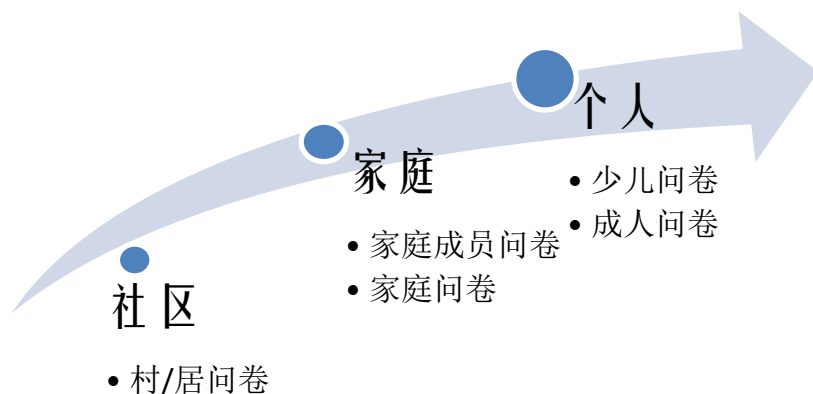 社区
• 村/居问卷
家庭
• 家庭成员问卷
• 家庭问卷
个人
• 少儿问卷
• 成人问卷